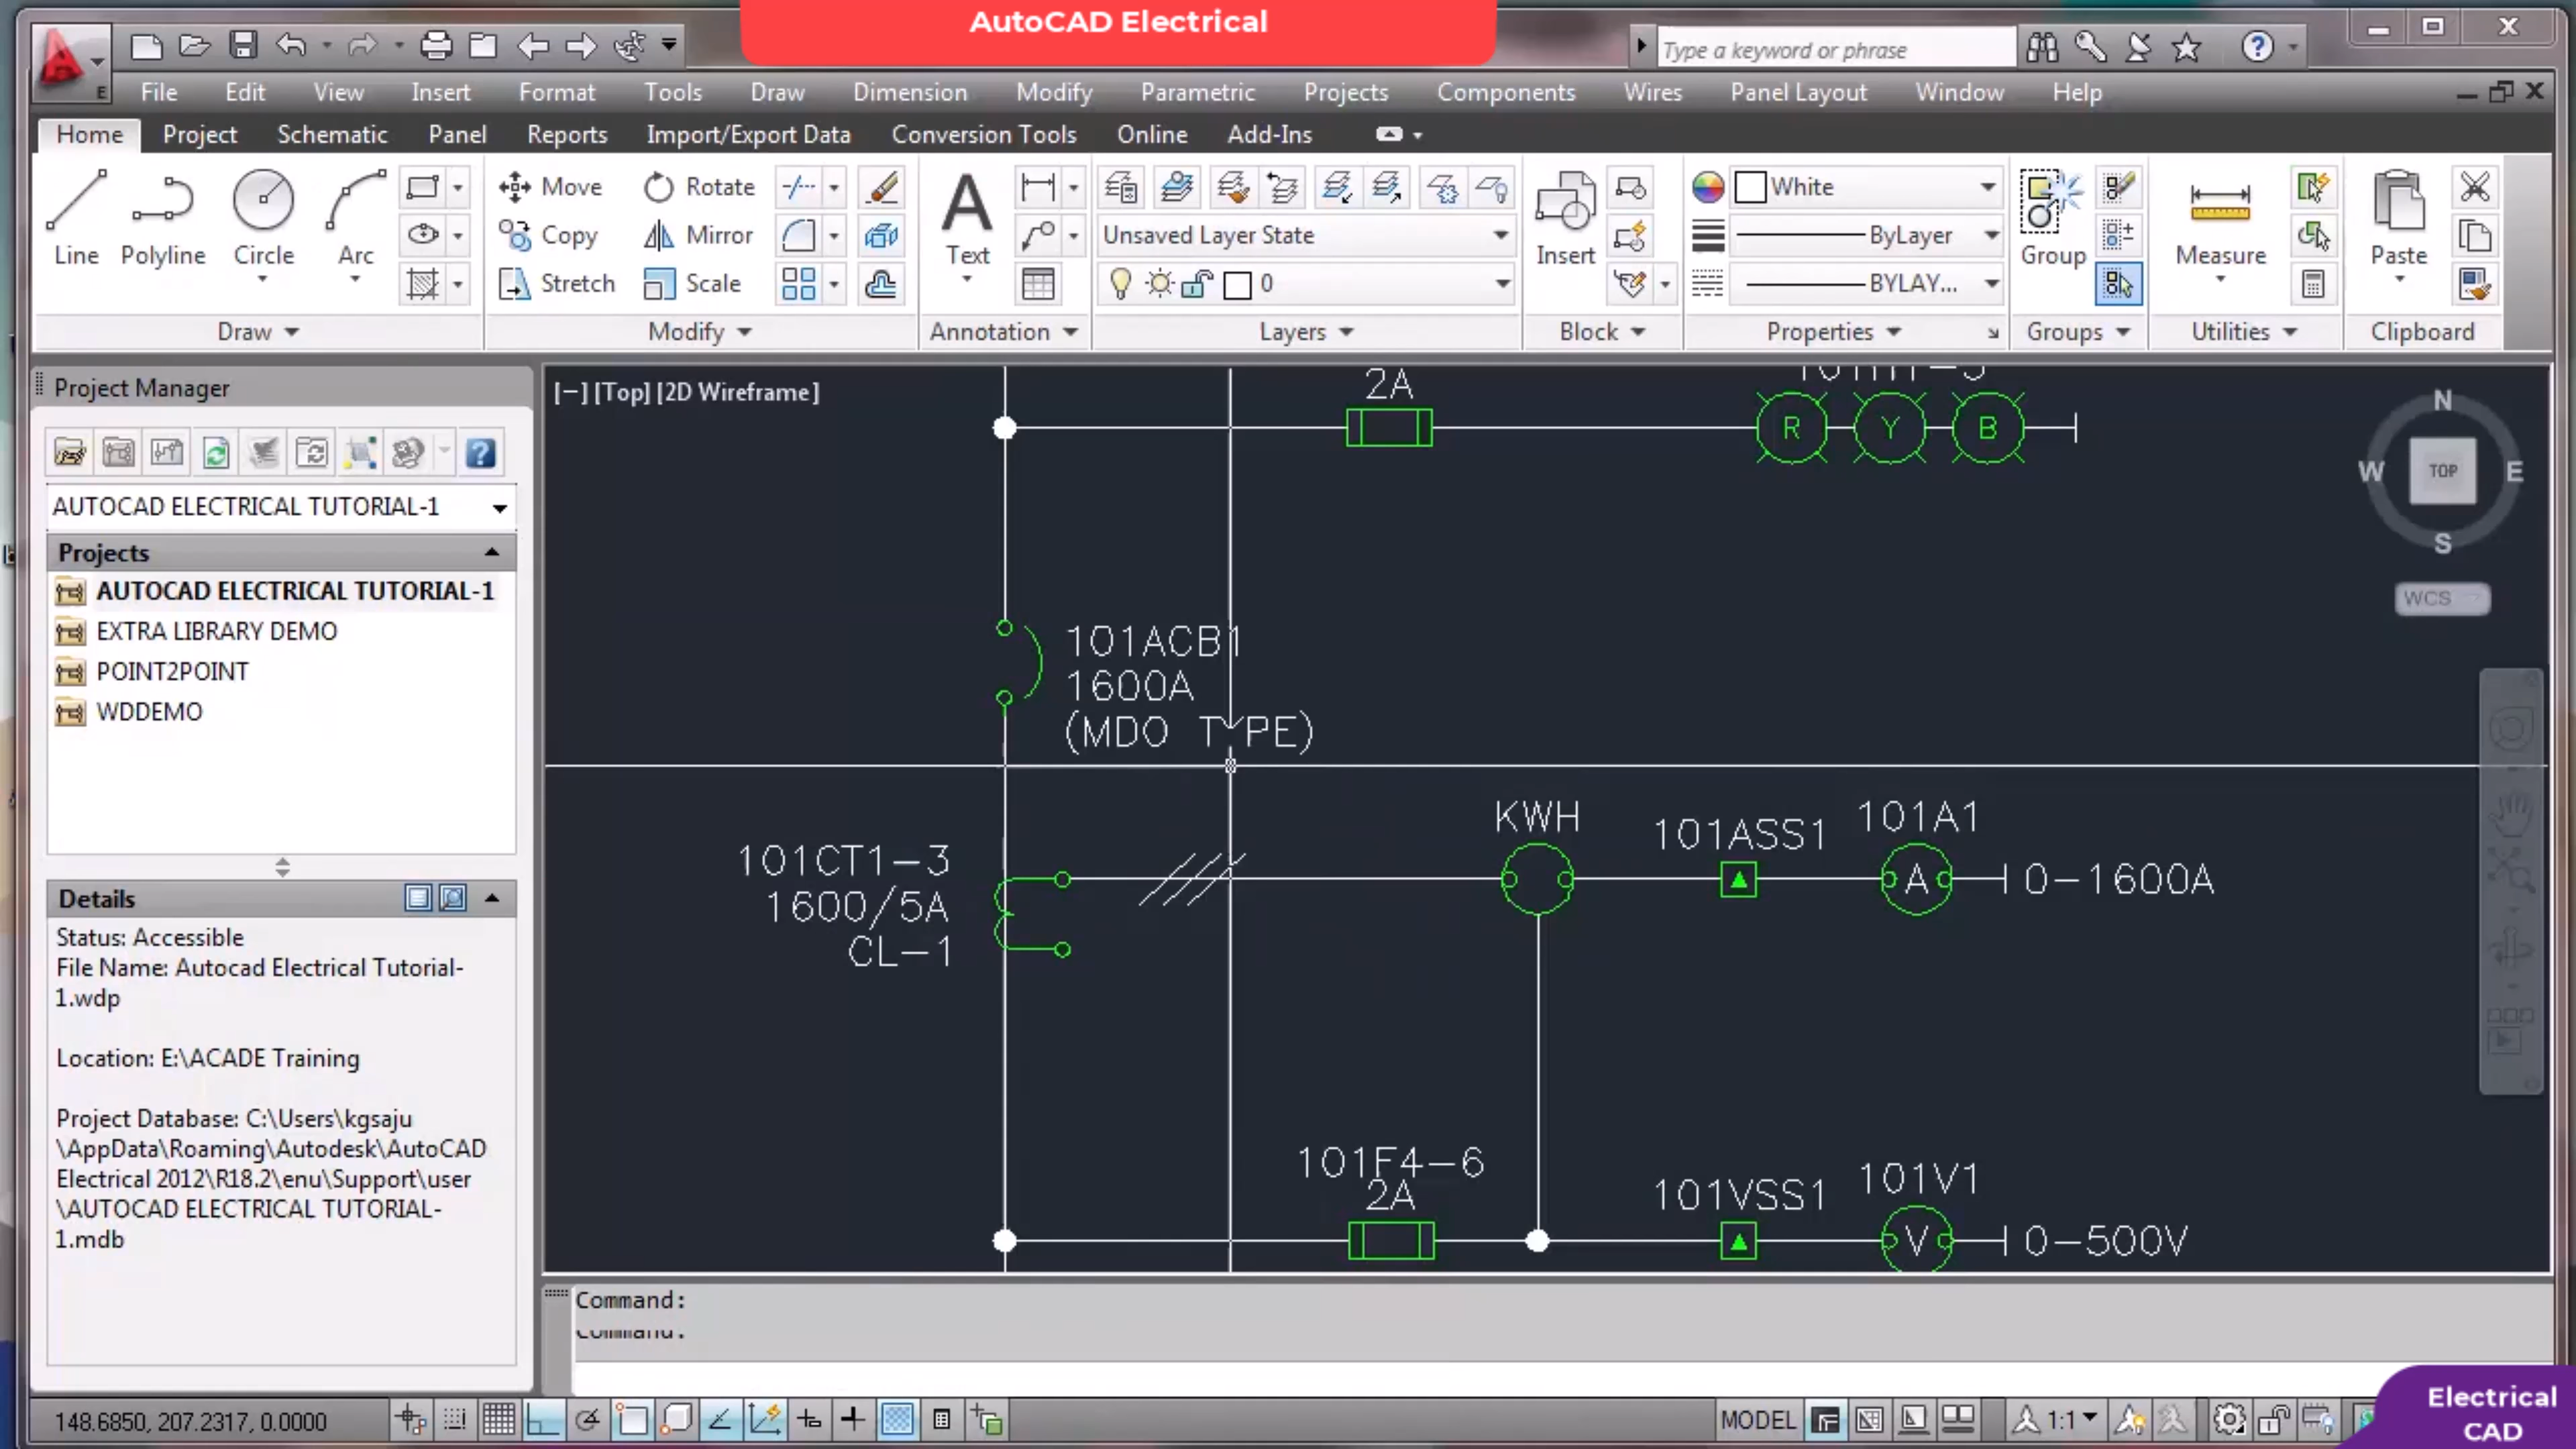 AutoCAD Electrical
Type a keyword or phrase
E
File Edit View Insert Format Tools Draw Dimension Modify Parametric Projects Components Wires Panel Layout Window Help
Home Project Schematic Panel Reports Import/Export Data Conversion Tools Online Add-Ins
Line Polyline Circle Arc
Move Rotate
Copy Mirror
Stretch Scale
A
Text
Unsaved Layer State
0
Insert
White
ByLayer
BYLAY...
Group
Measure
Paste
Draw Modify Annotation Layers Block Properties Groups Utilities Clipboard
Project Manager
AUTOCAD ELECTRICAL TUTORIAL-1
Projects
AUTOCAD ELECTRICAL TUTORIAL-1
EXTRA LIBRARY DEMO
POINT2POINT
WDDEMO
Details
Status: Accessible
File Name: Autocad Electrical Tutorial-
1.wdp
Location: E:\ACADE Training
Project Database: C:\Users\kgsaju
\AppData\Roaming\Autodesk\AutoCAD
Electrical 2012\R18.2\enu\Support\user
\AUTOCAD ELECTRICAL TUTORIAL-
1.mdb
[−] [Top] [2D Wireframe]
2A
R Y B
N
W TOP E
S
WCS
101ACB1
1600A
(MDO TYPE)
101CT1-3
1600/5A
CL-1
KWH
101ASS1
101A1
A
0-1600A
101F4-6
2A
101VSS1
101V1
V
0-500V
Command:
Command:
148.6850, 207.2317, 0.0000
MODEL
1:1
Electrical
CAD